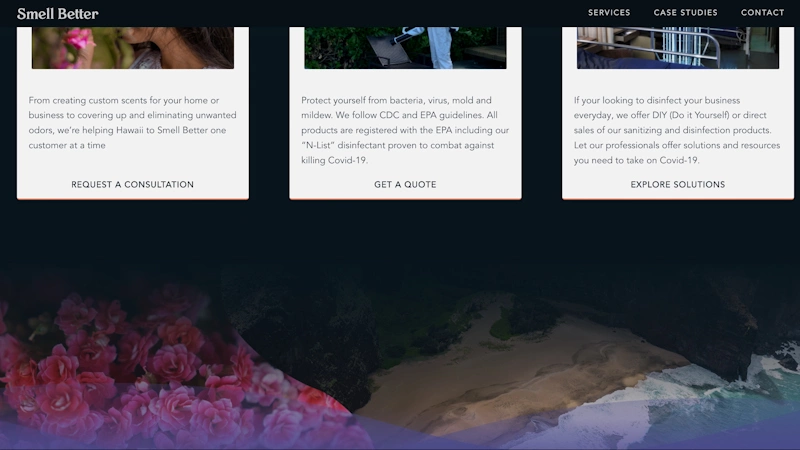 Smell Better
SERVICES CASE STUDIES CONTACT
From creating custom scents for your home or
business to covering up and eliminating unwanted
odors, we're helping Hawaii to Smell Better one
customer at a time
REQUEST A CONSULTATION
Protect yourself from bacteria, virus, mold and
mildew. We follow CDC and EPA guidelines. All
products are registered with the EPA including our
“N-List” disinfectant proven to combat against
killing Covid-19.
GET A QUOTE
If your looking to disinfect your business
everyday, we offer DIY (Do it Yourself) or direct
sales of our sanitizing and disinfection products.
Let our professionals offer solutions and resources
you need to take on Covid-19.
EXPLORE SOLUTIONS